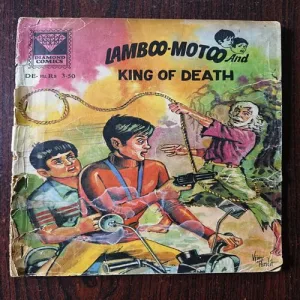 DIAMOND
COMICS
LAMBOO-MOTOO And
KING OF DEATH